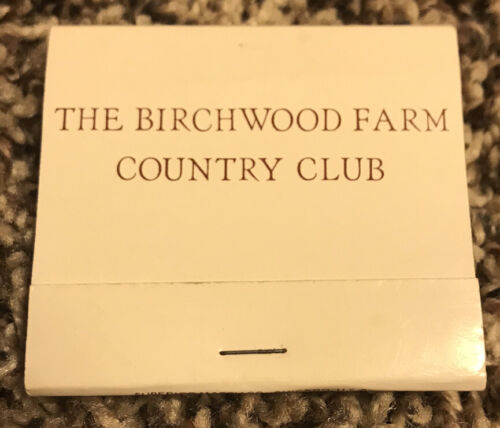 THE BIRCHWOOD FARM
COUNTRY CLUB